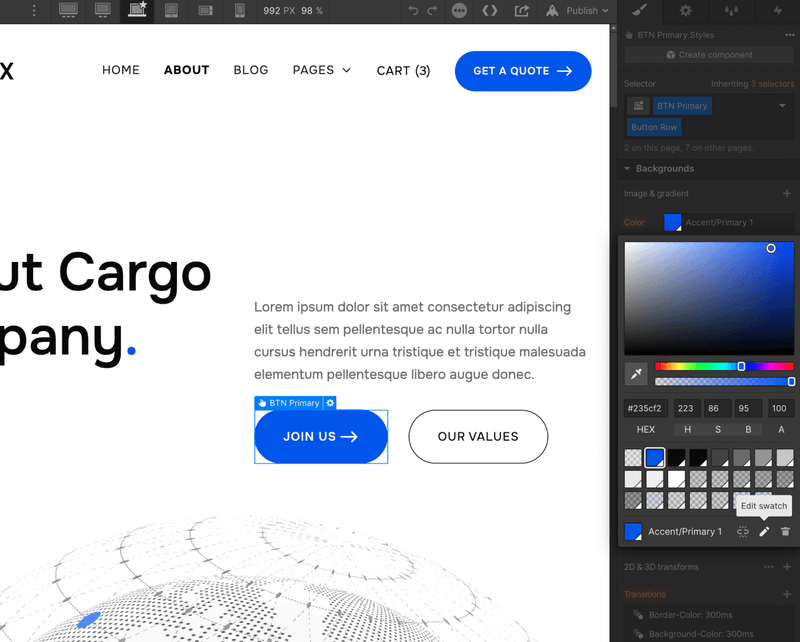 992 PX 98 %
Publish
X
HOME ABOUT BLOG PAGES CART (3) GET A QUOTE
ut Cargo
pany.
Lorem ipsum dolor sit amet consectetur adipiscing
elit tellus sem pellentesque ac nulla tortor nulla
cursus hendrerit urna tristique et tristique malesuada
elementum pellentesque libero augue donec.
BTN Primary
JOIN US
OUR VALUES
BTN Primary Styles
Create component
Selector
Inheriting 3 selectors
BTN Primary
Button Row
2 on this page, 7 on other pages.
Backgrounds
Image & gradient
Color
Accent/Primary 1
#235cf2 223 86 95 100
HEX H S B A
Edit swatch
Accent/Primary 1
2D & 3D transforms
Transitions
Border-Color: 300ms
Background-Color: 300ms